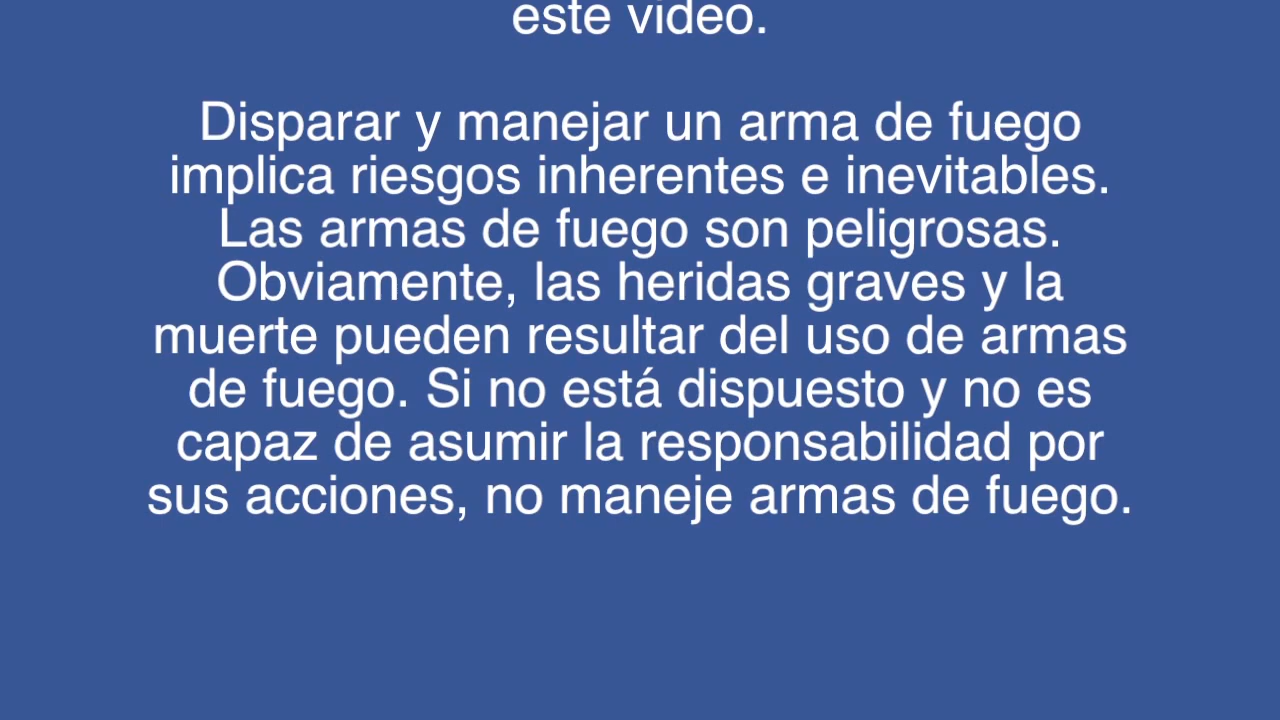 este video.
Disparar y manejar un arma de fuego
implica riesgos inherentes e inevitables.
Las armas de fuego son peligrosas.
Obviamente, las heridas graves y la
muerte pueden resultar del uso de armas
de fuego. Si no está dispuesto y no es
capaz de asumir la responsabilidad por
sus acciones, no maneje armas de fuego.